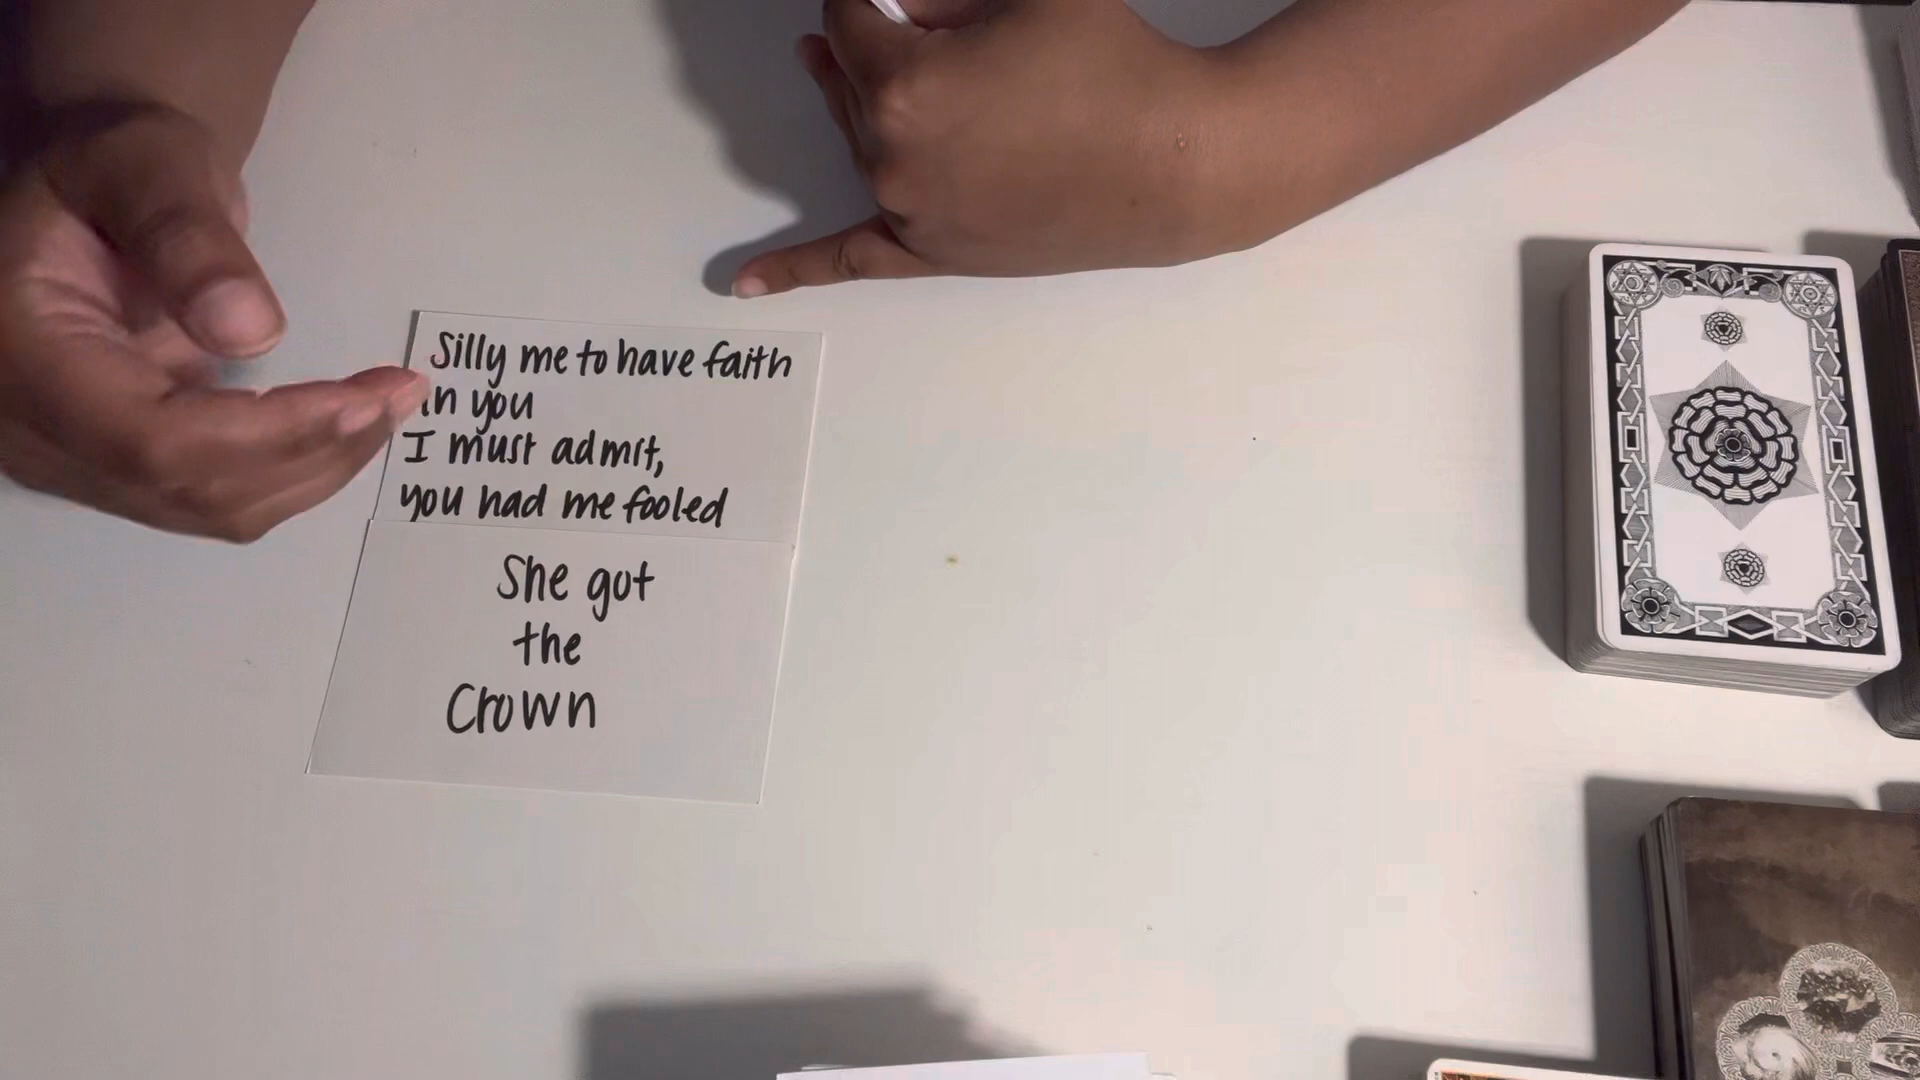 Silly me to have faith
in you
I must admit,
you had me fooled
She got
the
Crown